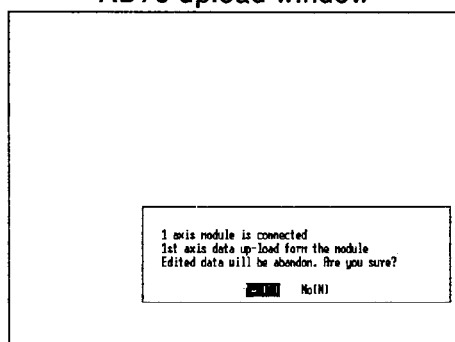 upload window
1 axis module is connected
1st axis data up-load form the module
Edited data will be abandon. Are you sure?
No(N)